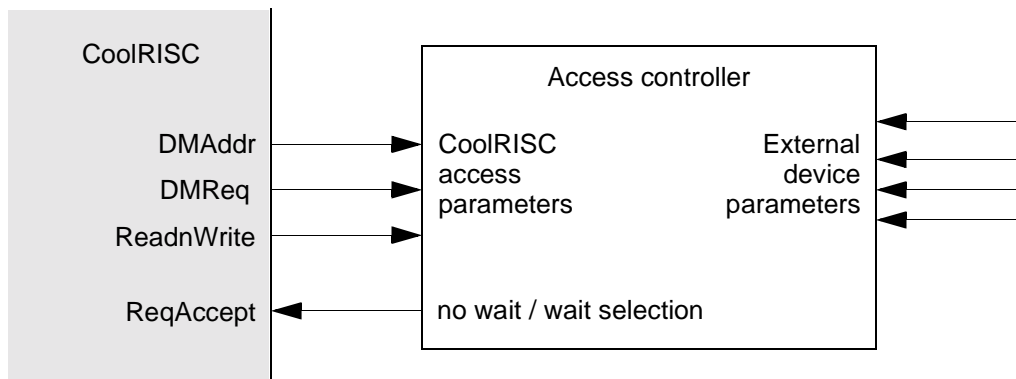 CoolRISC
DMAddr
DMReq
ReadnWrite
ReqAccept
Access controller
CoolRISC
access
parameters
External
device
parameters
no wait / wait selection